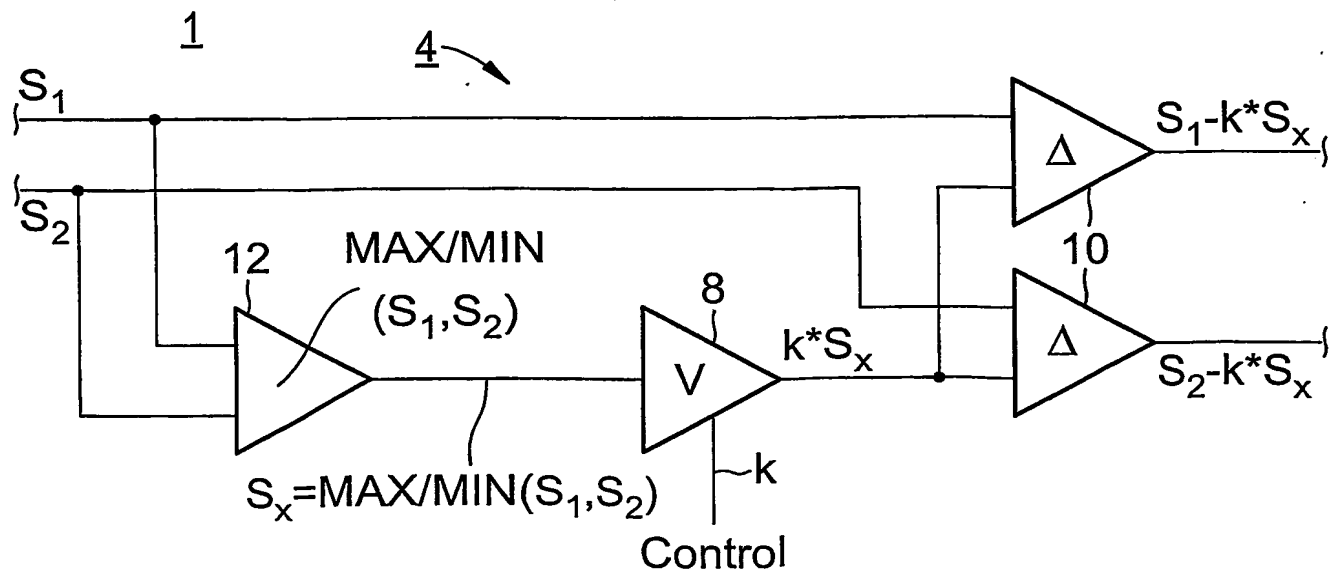 1
4
S₁
S₂
S₁-k*Sₓ
Δ
10
12
MAX/MIN
(S₁,S₂)
8
V
k*Sₓ
Δ
S₂-k*Sₓ
Sₓ=MAX/MIN(S₁,S₂)
k
Control